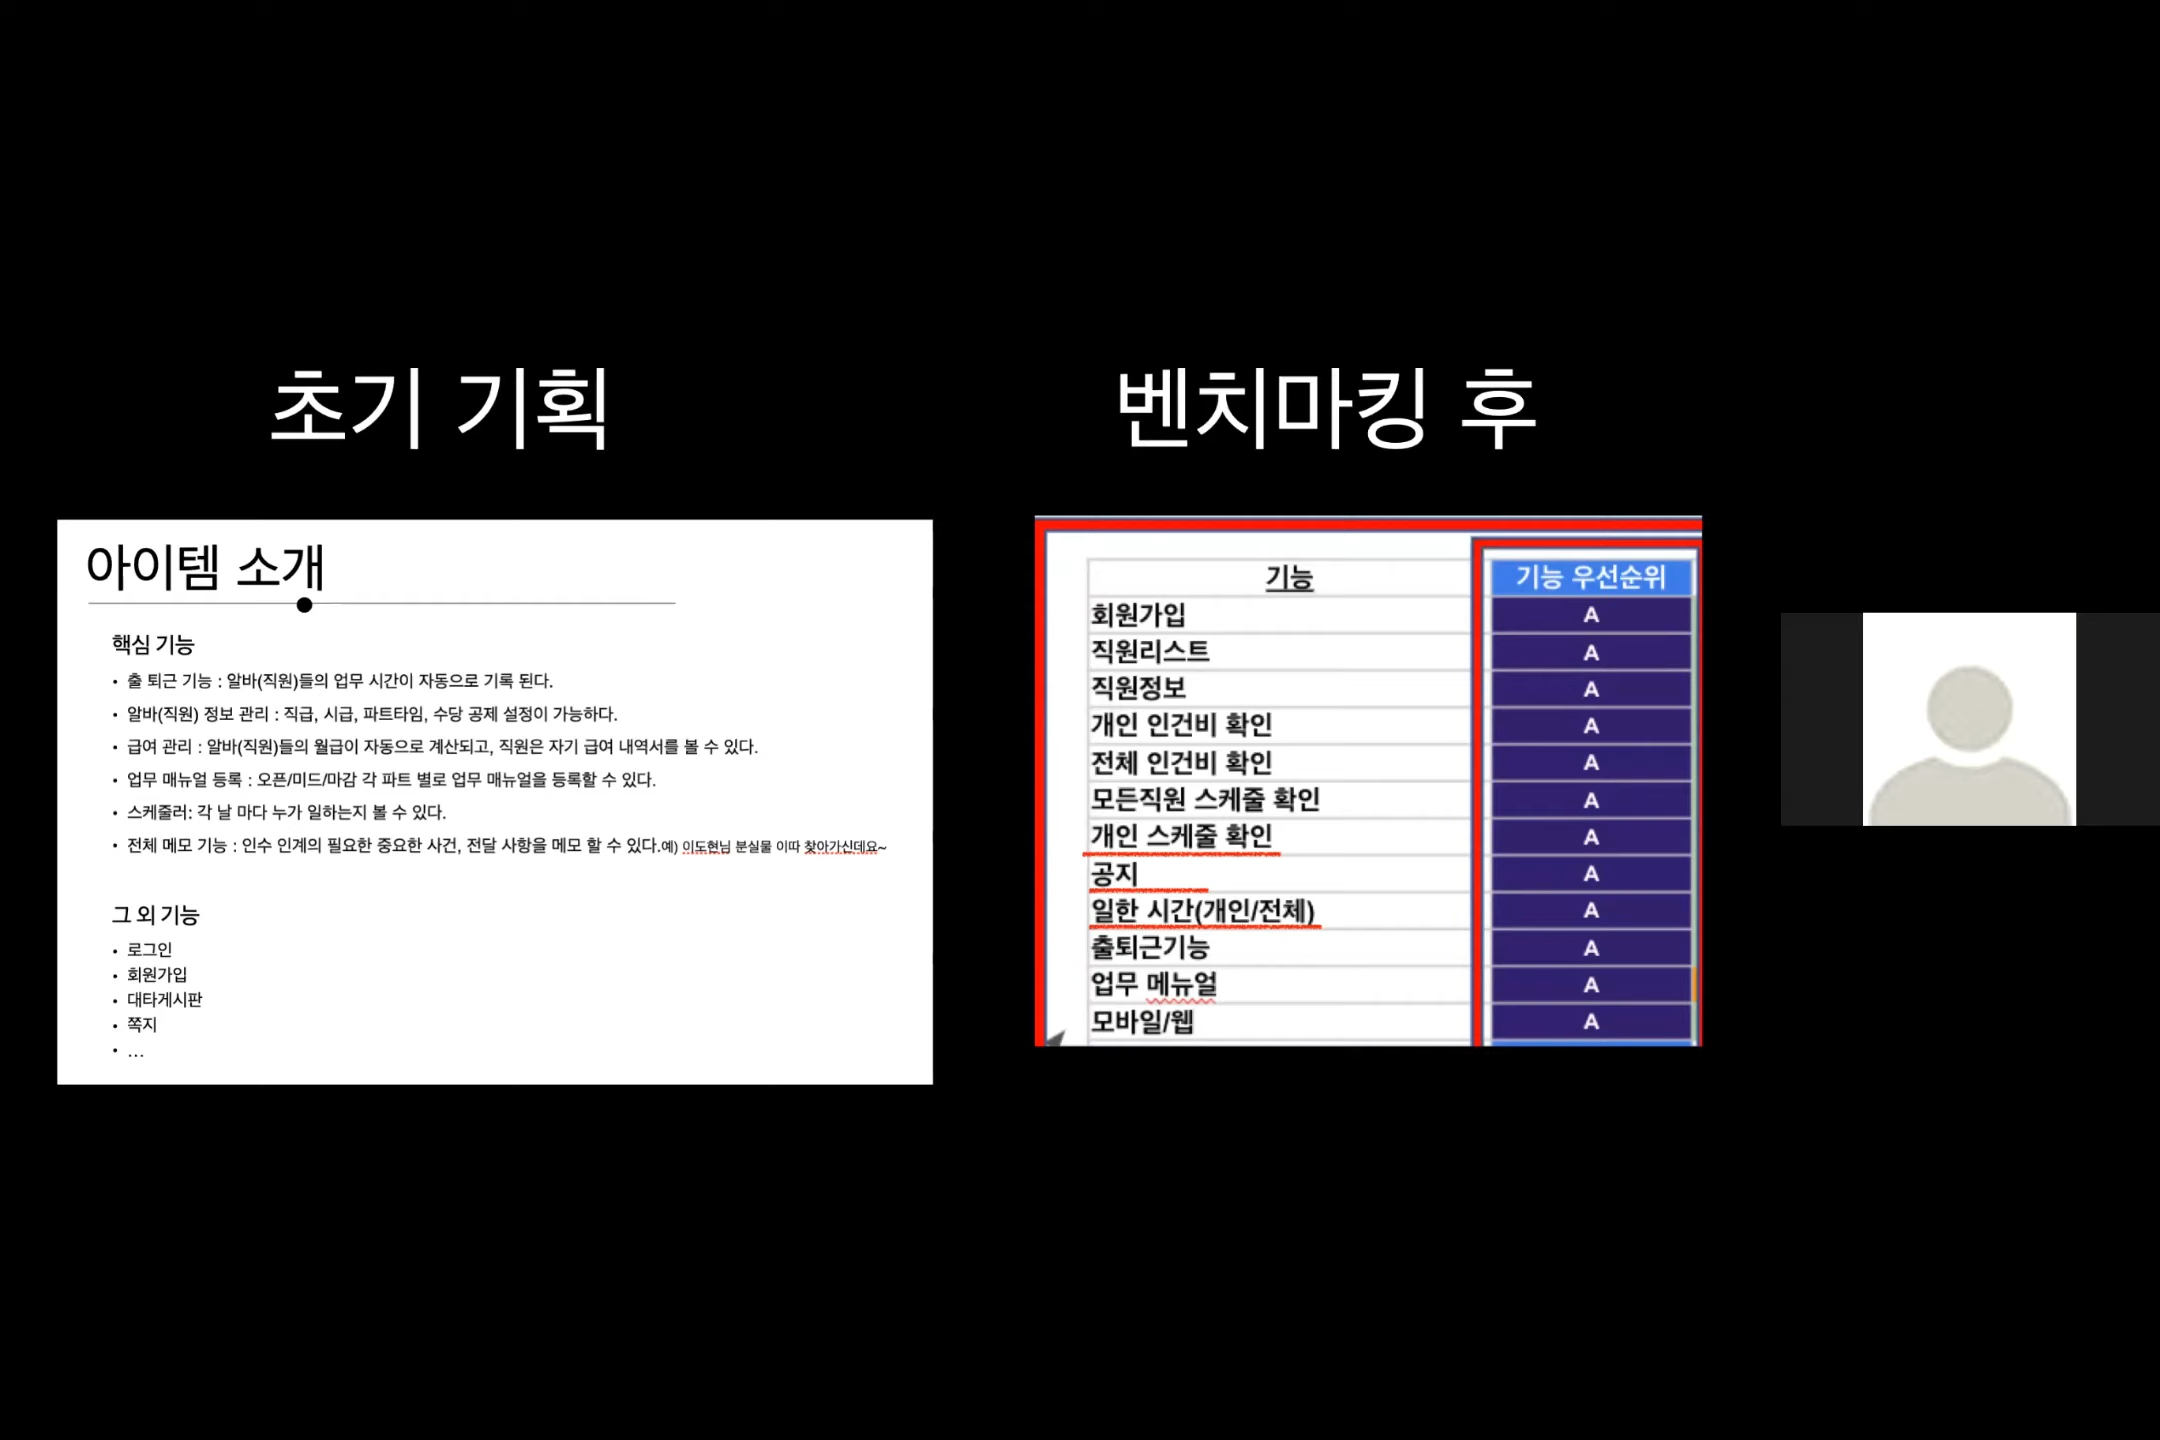 초기 기획
벤치마킹 후
아이템 소개
핵심 기능
• 출 퇴근 기능 : 알바(직원)들의 업무 시간이 자동으로 기록 된다.
• 알바(직원) 정보 관리 : 직급, 시급, 파트타임, 수당 공제 설정이 가능하다.
• 급여 관리 : 알바(직원)들의 월급이 자동으로 계산되고, 직원은 자기 급여 내역서를 볼 수 있다.
• 업무 매뉴얼 등록 : 오픈/미드/마감 각 파트 별로 업무 매뉴얼을 등록할 수 있다.
• 스케줄러: 각 날 마다 누가 일하는지 볼 수 있다.
• 전체 메모 기능 : 인수 인계의 필요한 중요한 사건, 전달 사항을 메모 할 수 있다.예) 이도현님 분실물 이따 찾아가신데요~
그 외 기능
• 로그인
• 회원가입
• 대타게시판
• 쪽지
• ...
기능 기능 우선순위
회원가입 A
직원리스트 A
직원정보 A
개인 인건비 확인 A
전체 인건비 확인 A
모든직원 스케줄 확인 A
개인 스케줄 확인 A
공지 A
일한 시간(개인/전체) A
출퇴근기능 A
업무 메뉴얼 A
모바일/웹 A